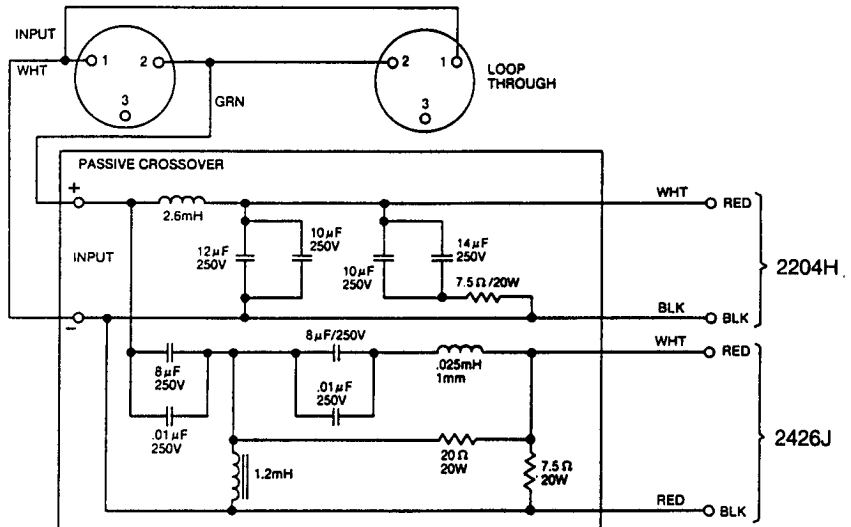 INPUT
WHT
1
2
3
GRN
2
1
3
LOOP
THROUGH
PASSIVE CROSSOVER
+
INPUT
−
2.6mH
12µF
250V
10µF
250V
10µF
250V
14µF
250V
7.5Ω/20W
WHT
RED
BLK
BLK
2204H
8µF
250V
.01µF
250V
8µF/250V
.01µF
250V
.025mH
1mm
1.2mH
20Ω
20W
7.5Ω
20W
WHT
RED
RED
BLK
2426J